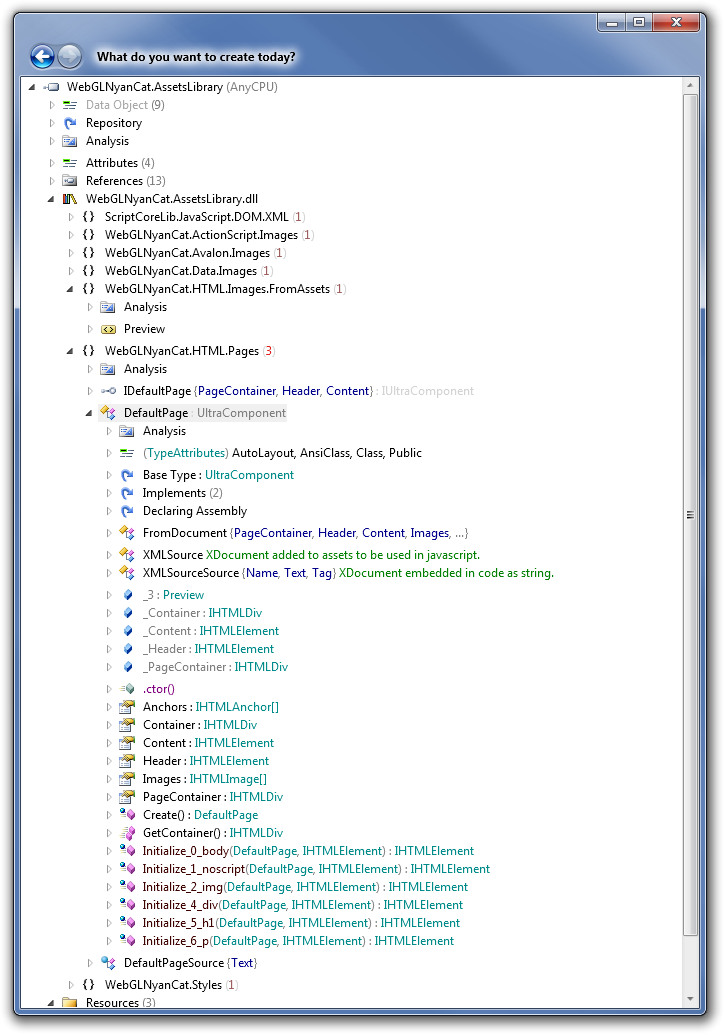 What do you want to create today?
WebGLNyanCat.AssetsLibrary (AnyCPU)
Data Object (9)
Repository
Analysis
Attributes (4)
References (13)
WebGLNyanCat.AssetsLibrary.dll
{} ScriptCoreLib.JavaScript.DOM.XML (1)
{} WebGLNyanCat.ActionScript.Images (1)
{} WebGLNyanCat.Avalon.Images (1)
{} WebGLNyanCat.Data.Images (1)
{} WebGLNyanCat.HTML.Images.FromAssets (1)
Analysis
Preview
{} WebGLNyanCat.HTML.Pages (3)
Analysis
IDefaultPage {PageContainer, Header, Content} : IUltraComponent
DefaultPage : UltraComponent
Analysis
(TypeAttributes) AutoLayout, AnsiClass, Class, Public
Base Type : UltraComponent
Implements (2)
Declaring Assembly
FromDocument {PageContainer, Header, Content, Images, ...}
XMLSource XDocument added to assets to be used in javascript.
XMLSourceSource {Name, Text, Tag} XDocument embedded in code as string.
_3 : Preview
_Container : IHTMLDiv
_Content : IHTMLElement
_Header : IHTMLElement
_PageContainer : IHTMLDiv
.ctor()
Anchors : IHTMLAnchor[]
Container : IHTMLDiv
Content : IHTMLElement
Header : IHTMLElement
Images : IHTMLImage[]
PageContainer : IHTMLDiv
Create() : DefaultPage
GetContainer() : IHTMLDiv
Initialize_0_body(DefaultPage, IHTMLElement) : IHTMLElement
Initialize_1_noscript(DefaultPage, IHTMLElement) : IHTMLElement
Initialize_2_img(DefaultPage, IHTMLElement) : IHTMLElement
Initialize_4_div(DefaultPage, IHTMLElement) : IHTMLElement
Initialize_5_h1(DefaultPage, IHTMLElement) : IHTMLElement
Initialize_6_p(DefaultPage, IHTMLElement) : IHTMLElement
DefaultPageSource {Text}
{} WebGLNyanCat.Styles (1)
Resources (3)